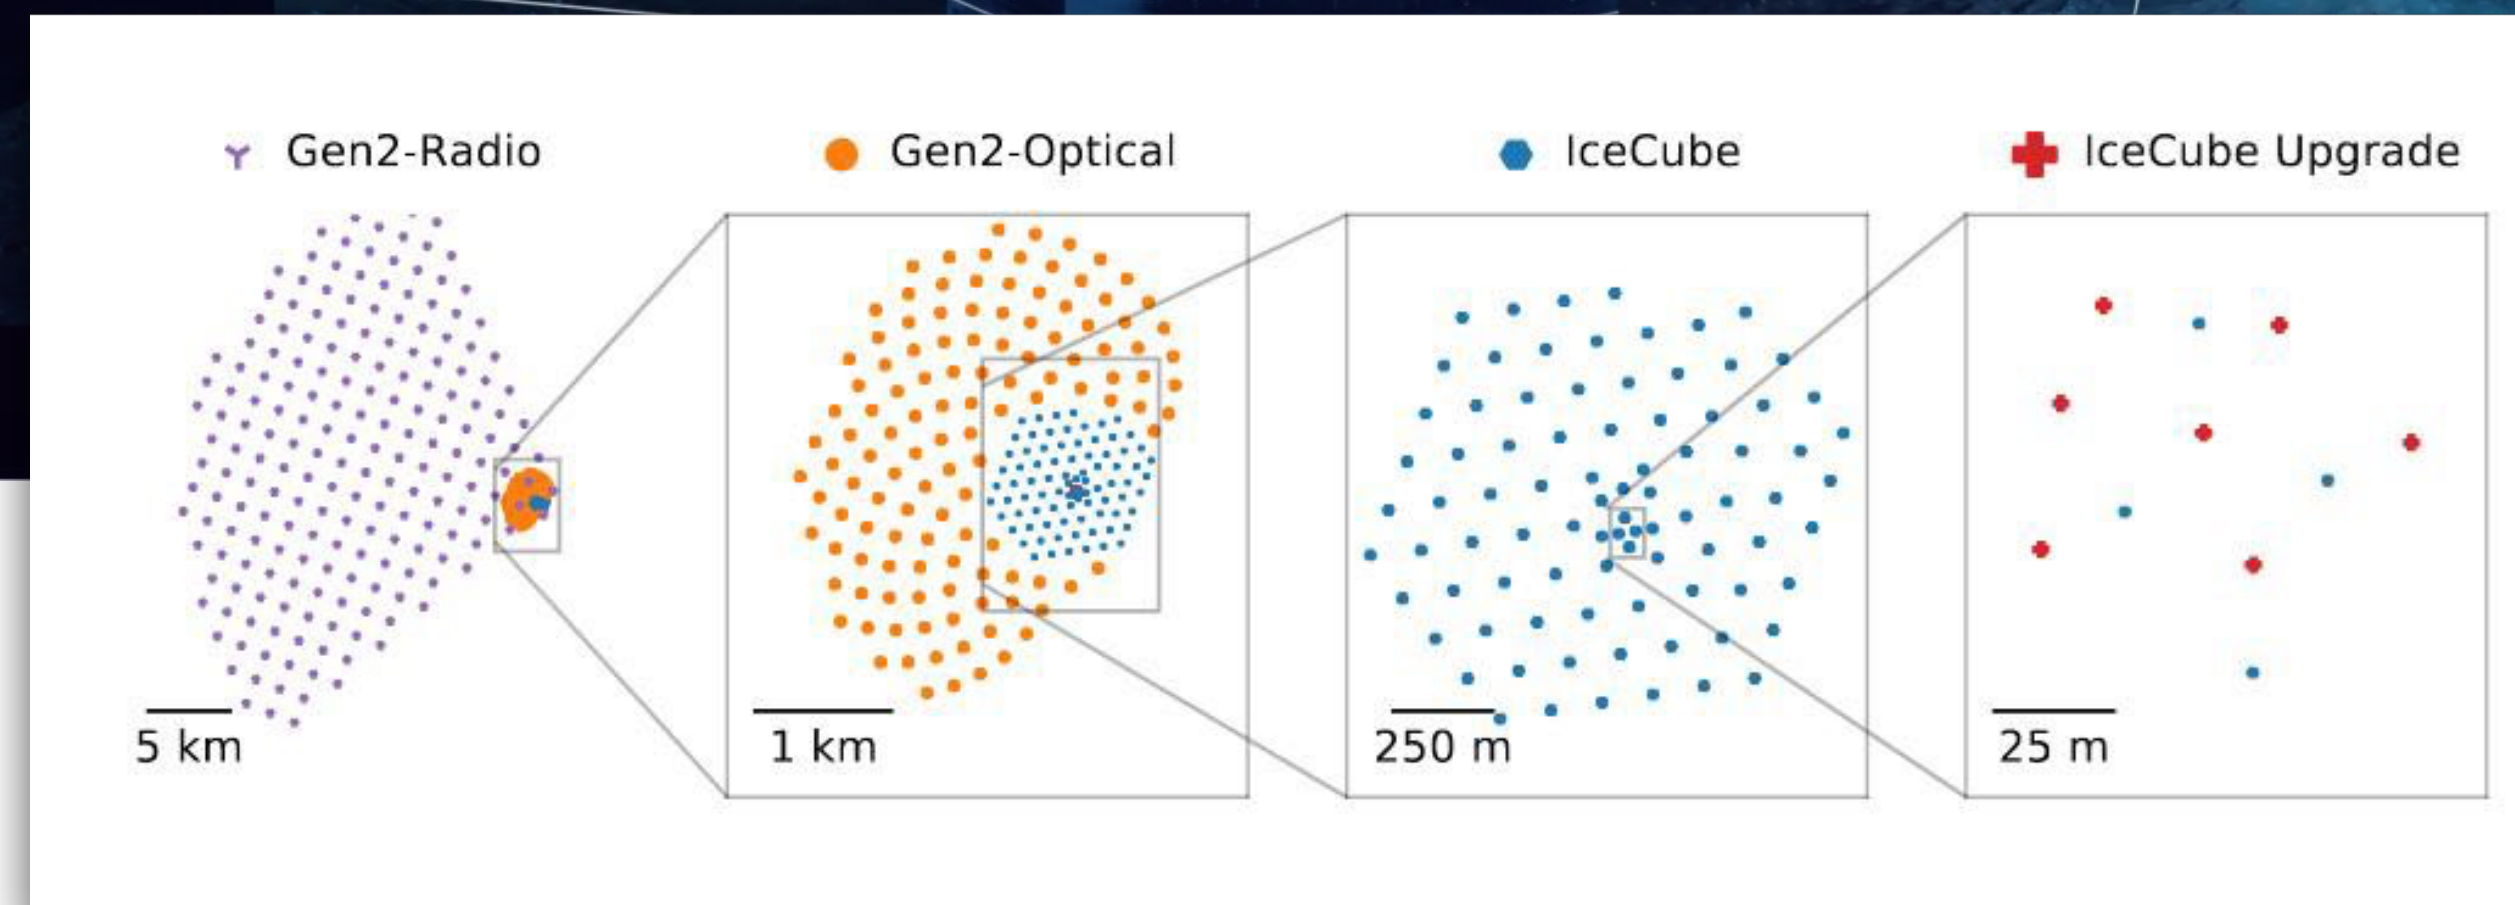 Gen2-Radio
Gen2-Optical
IceCube
IceCube Upgrade
5 km
1 km
250 m
25 m